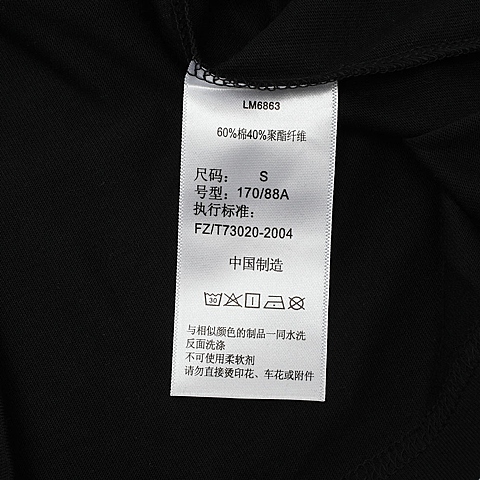 LM6863
60%棉40%聚酯纤维
尺码： S
号型：170/88A
执行标准：
FZ/T73020-2004
中国制造
30
与相似颜色的制品一同水洗
反面洗涤
不可使用柔软剂
请勿直接烫印花、车花或附件